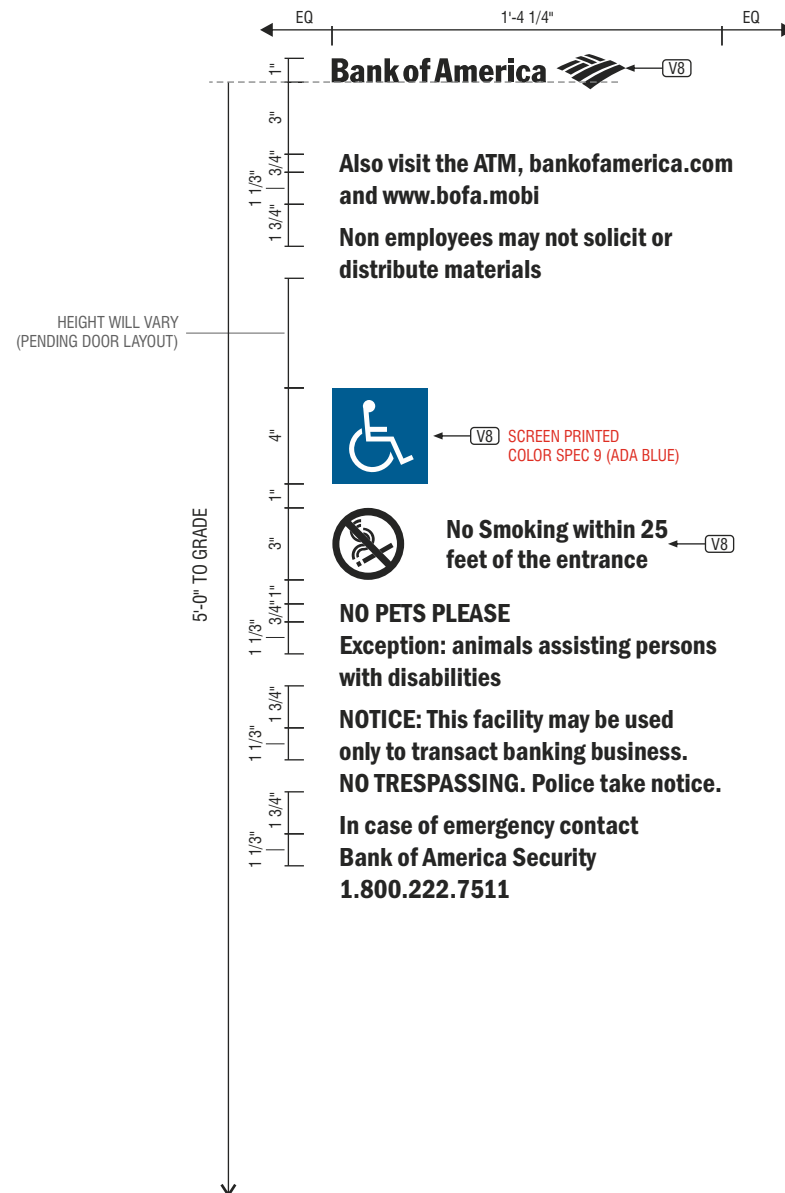 EQ 1'-4 1/4" EQ
1" Bank of America V8
3"
3/4" Also visit the ATM, bankofamerica.com
1 1/3" and www.bofa.mobi
1 3/4" Non employees may not solicit or
distribute materials
HEIGHT WILL VARY
(PENDING DOOR LAYOUT)
4" V8 SCREEN PRINTED
COLOR SPEC 9 (ADA BLUE)
1"
5'-0" TO GRADE
3" No Smoking within 25 V8
feet of the entrance
1"
3/4" NO PETS PLEASE
1 1/3" Exception: animals assisting persons
with disabilities
1 3/4" NOTICE: This facility may be used
1 1/3" only to transact banking business.
NO TRESPASSING. Police take notice.
1 3/4" In case of emergency contact
1 1/3" Bank of America Security
1.800.222.7511